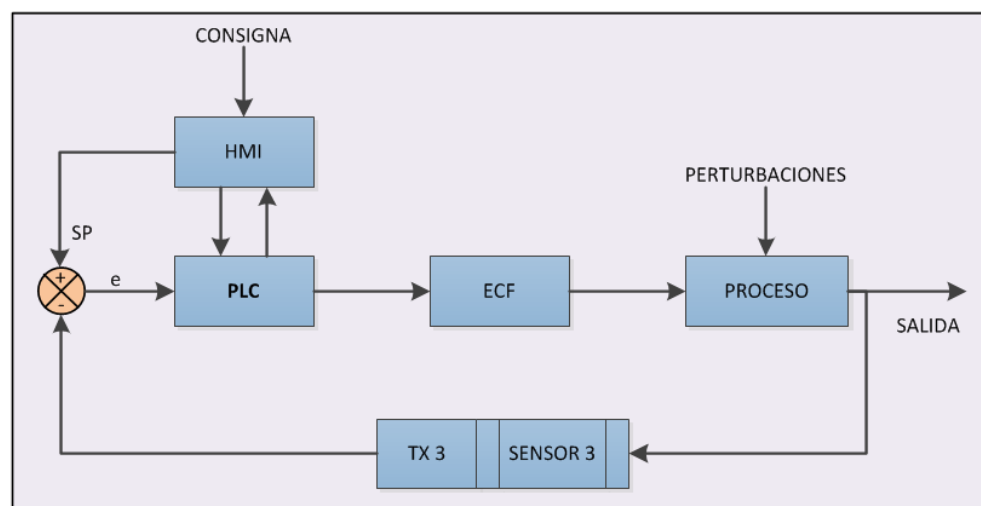 CONSIGNA
HMI
PERTURBACIONES
SP
+
-
e
PLC
ECF
PROCESO
SALIDA
TX 3
SENSOR 3